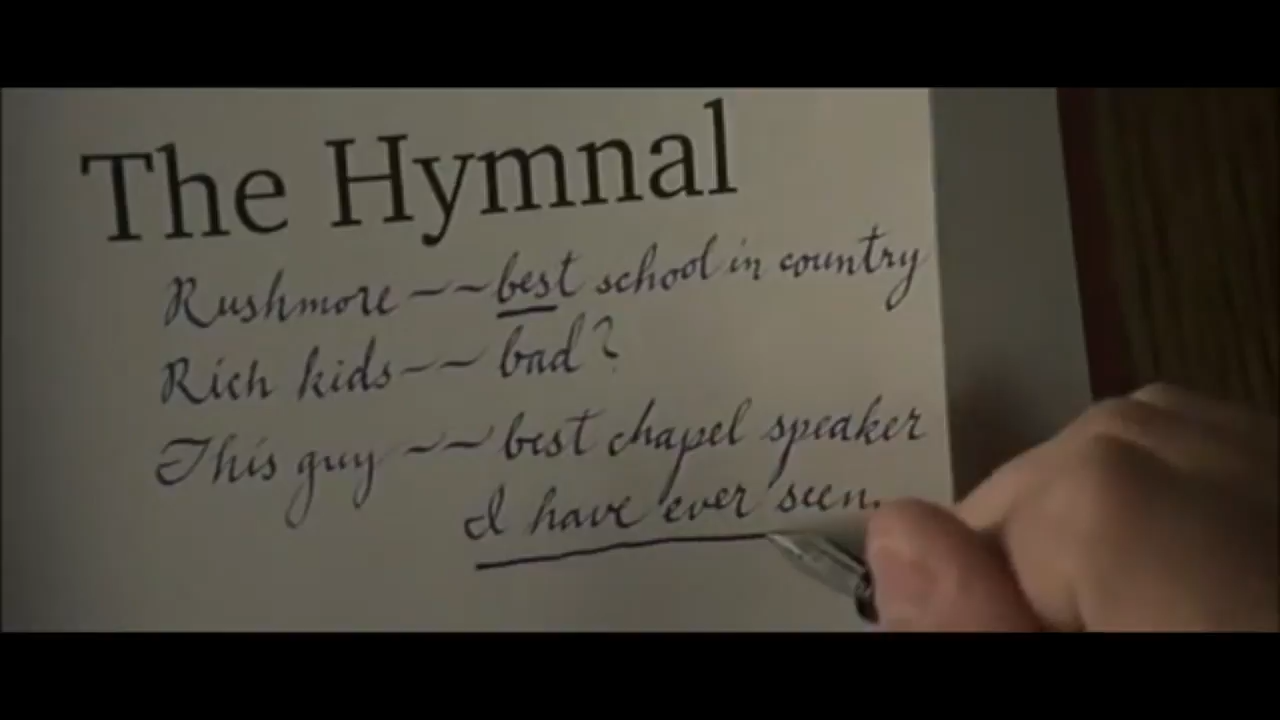 The Hymnal
Rushmore -- best school in country
Rich kids -- bad?
This guy -- best chapel speaker
I have ever seen.